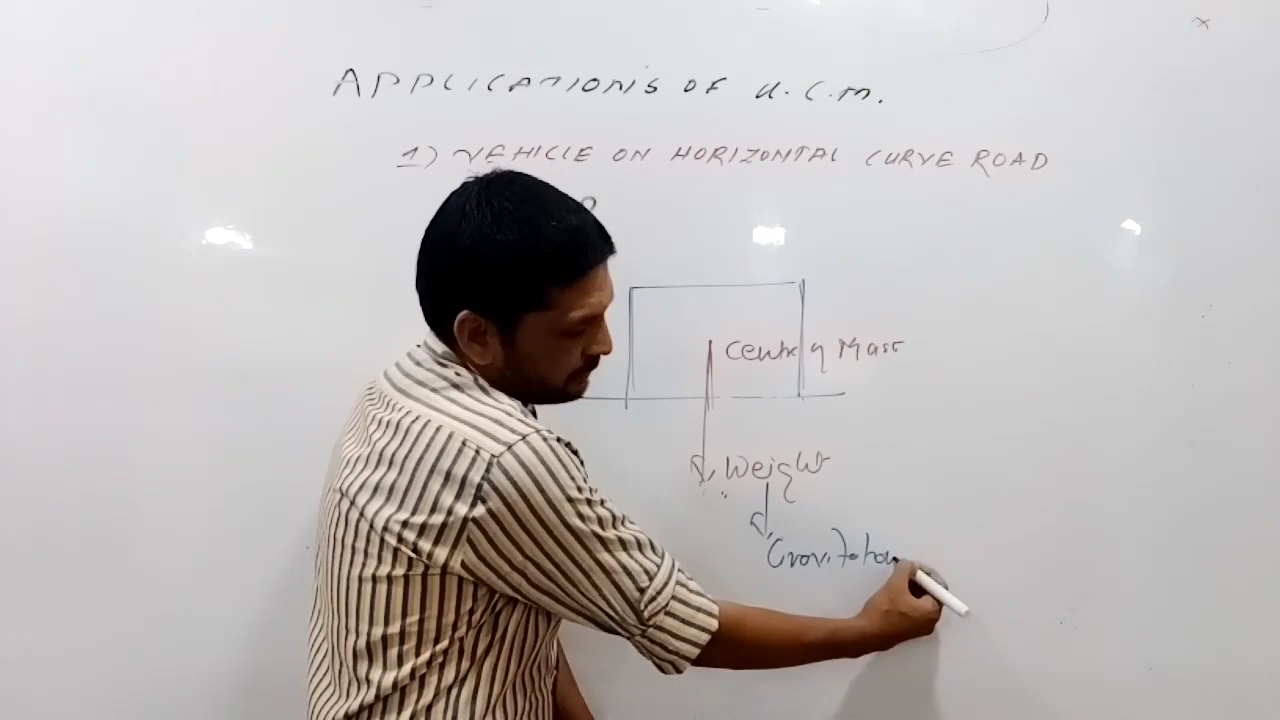 APPLICATIONS OF U.C.M.
1) VEHICLE ON HORIZONTAL CURVE ROAD
Centre of Mass
Weight
Gravitation